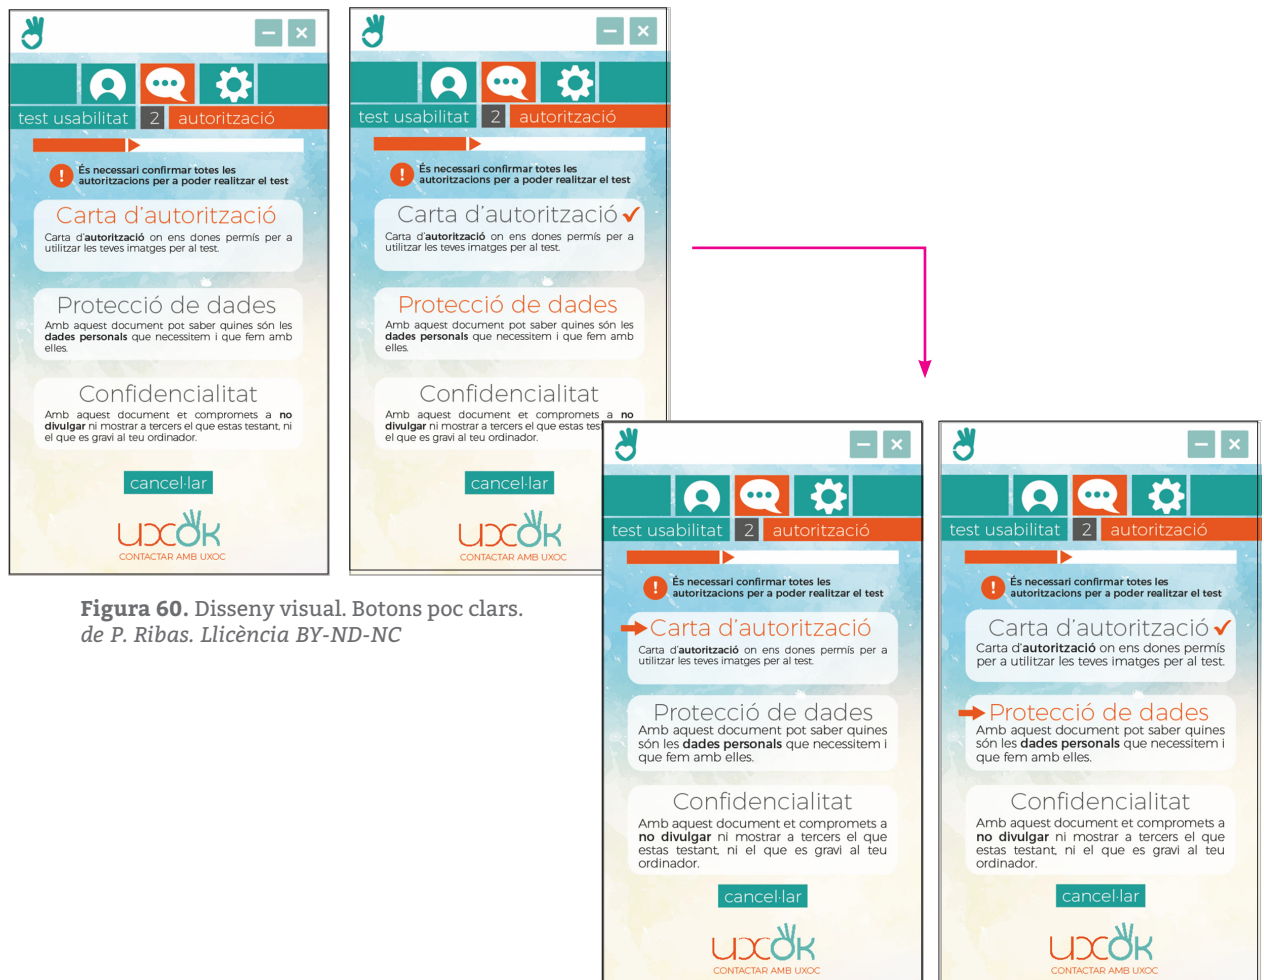 test usabilitat 2 autorització
És necessari confirmar totes les
autoritzacions per a poder realitzar el test
Carta d'autorització
Carta d'autorització on ens dones permís per a
utilitzar les teves imatges per al test.
Protecció de dades
Amb aquest document pot saber quines són les
dades personals que necessitem i que fem amb
elles.
Confidencialitat
Amb aquest document et compromets a no
divulgar ni mostrar a tercers el que estas testant, ni
el que es gravi al teu ordinador.
cancel·lar
uxok
CONTACTAR AMB UXOC
test usabilitat 2 autorització
És necessari confirmar totes les
autoritzacions per a poder realitzar el test
Carta d'autorització
Carta d'autorització on ens dones permís per a
utilitzar les teves imatges per al test.
Protecció de dades
Amb aquest document pot saber quines són les
dades personals que necessitem i que fem amb
elles.
Confidencialitat
Amb aquest document et compromets a no
divulgar ni mostrar a tercers el que estas
el que es gravi al teu ordinador.
cancel·lar
uxok
CONTACTAR AMB UXOC
Figura 60. Disseny visual. Botons poc clars.
de P. Ribas. Llicència BY-ND-NC
test usabilitat 2 autorització
És necessari confirmar totes les
autoritzacions per a poder realitzar el test
Carta d'autorització
Carta d'autorització on ens dones permís per a
utilitzar les teves imatges per al test.
Protecció de dades
Amb aquest document pot saber quines
són les dades personals que necessitem i
que fem amb elles.
Confidencialitat
Amb aquest document et compromets a
no divulgar ni mostrar a tercers el que
estas testant, ni el que es gravi al teu
ordinador.
cancel·lar
uxok
CONTACTAR AMB UXOC
test usabilitat 2 autorització
És necessari confirmar totes les
autoritzacions per a poder realitzar el test
Carta d'autorització
Carta d'autorització on ens dones permís
per a utilitzar les teves imatges per al test.
Protecció de dades
Amb aquest document pot saber quines
són les dades personals que necessitem i
que fem amb elles.
Confidencialitat
Amb aquest document et compromets a
no divulgar ni mostrar a tercers el que
estas testant, ni el que es gravi al teu
ordinador.
cancel·lar
uxok
CONTACTAR AMB UXOC